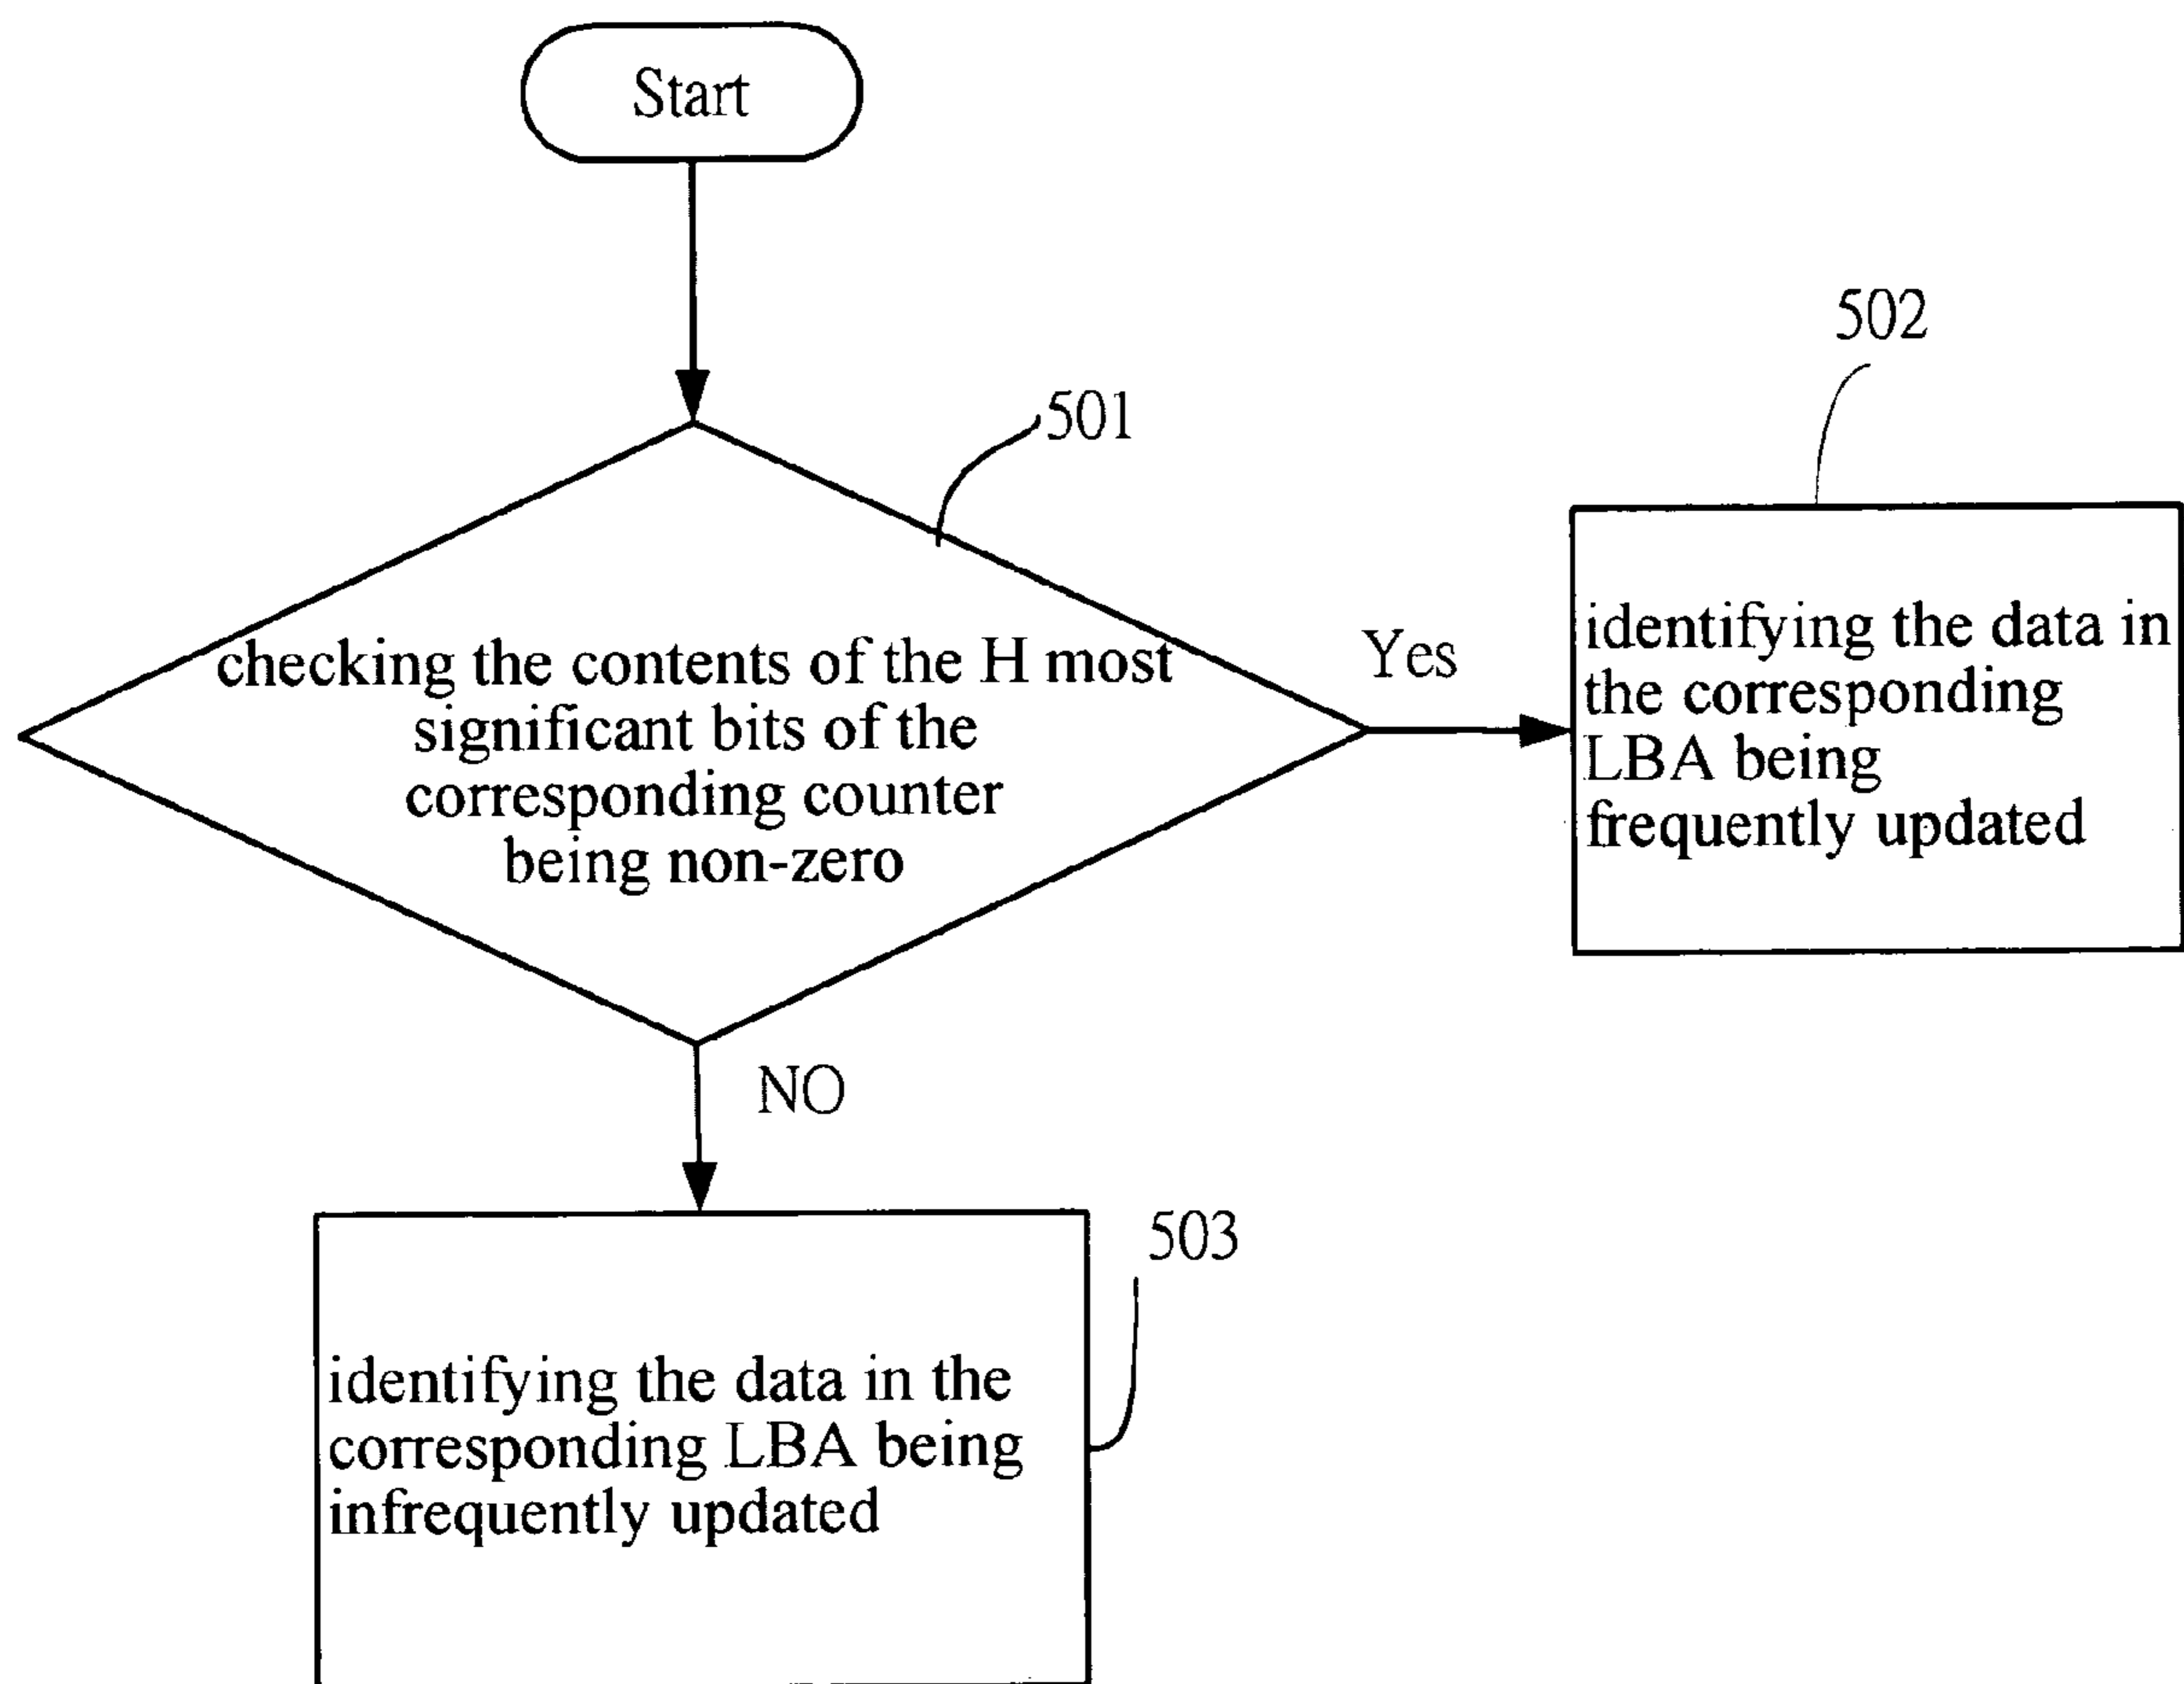 Start
501
502
checking the contents of the H most
significant bits of the
corresponding counter
being non-zero
Yes
identifying the data in
the corresponding
LBA being
frequently updated
NO
503
identifying the data in the
corresponding LBA being
infrequently updated